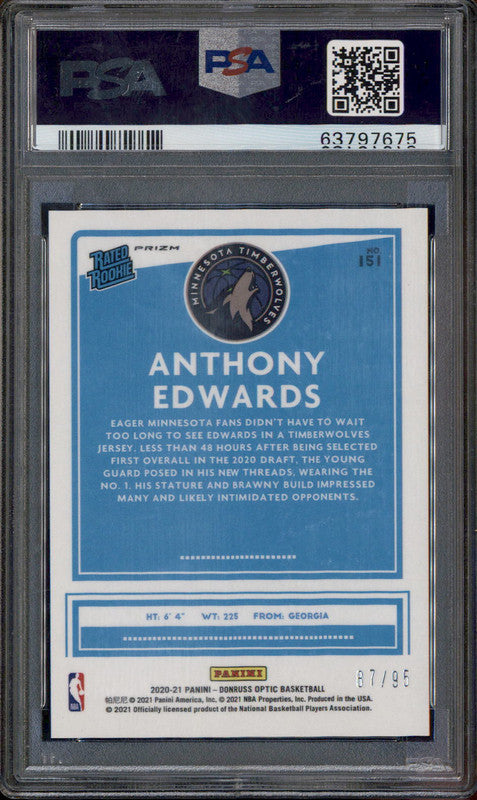 PSA
PSA
63797675
RATED
ROOKIE
PRIZM
MINNESOTA TIMBERWOLVES
NO.
151
ANTHONY
EDWARDS
EAGER MINNESOTA FANS DIDN'T HAVE TO WAIT
TOO LONG TO SEE EDWARDS IN A TIMBERWOLVES
JERSEY. LESS THAN 48 HOURS AFTER BEING SELECTED
FIRST OVERALL IN THE 2020 DRAFT, THE YOUNG
GUARD POSED IN HIS NEW THREADS, WEARING THE
NO. 1. HIS STATURE AND BRAWNY BUILD IMPRESSED
MANY AND LIKELY INTIMIDATED OPPONENTS.
HT: 6' 4" WT: 225 FROM: GEORGIA
PANINI
87/95
2020-21 PANINI – DONRUSS OPTIC BASKETBALL
帕尼尼 © 2021 Panini America, Inc. © 2021 NBA Properties, Inc. Produced in the USA.
© 2021 Officially licensed product of the National Basketball Players Association.
NBA